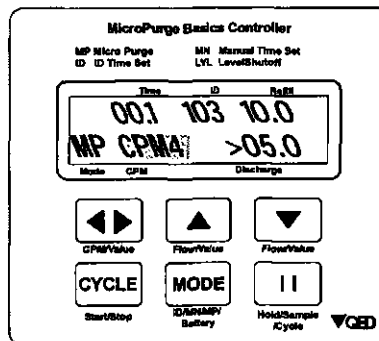 MicroPurge Basics Controller
MP Micro Purge MN Manual Time Set
ID ID Time Set LVL LevelShutoff
Time ID Refill
00.1 103 10.0
MP CPM4 >05.0
Mode CPM Discharge
CPM/Value Flow/Value Flow/Value
CYCLE MODE
Start/Stop ID/MN/MP/ Hold/Sample
Battery /Cycle
QED